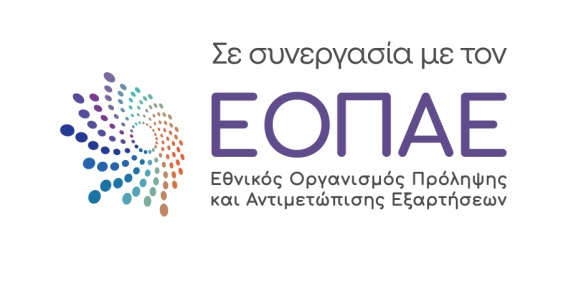 Σε συνεργασία με τον
ΕΟΠΑΕ
Εθνικός Οργανισμός Πρόληψης
και Αντιμετώπισης Εξαρτήσεων